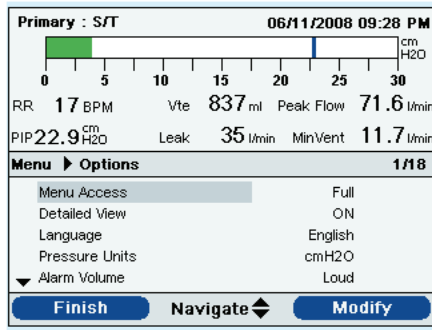 Primary : S/T 06/11/2008 09:28 PM
cm
H2O
0 5 10 15 20 25 30
RR 17 BPM Vte 837 ml Peak Flow 71.6 l/min
PIP 22.9 cm H2O Leak 35 l/min MinVent 11.7 l/min
Menu Options 1/18
Menu Access Full
Detailed View ON
Language English
Pressure Units cmH2O
Alarm Volume Loud
Finish Navigate Modify